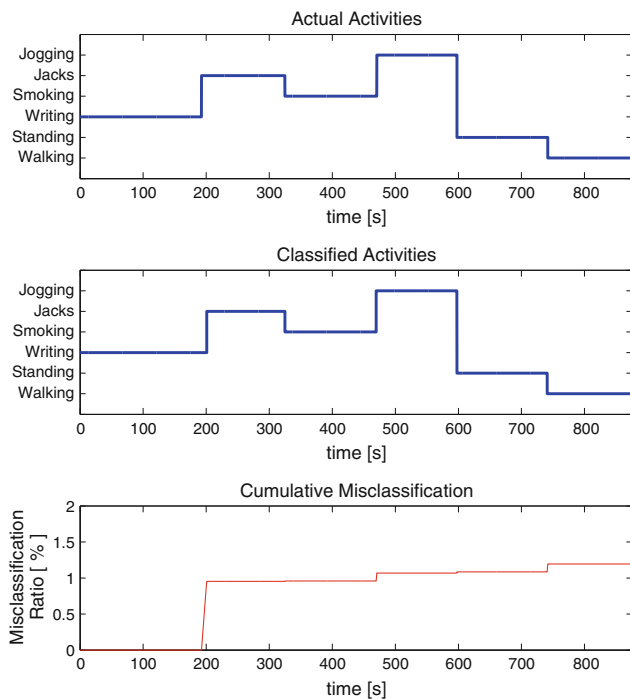 Actual Activities
Jogging
Jacks
Smoking
Writing
Standing
Walking
0 100 200 300 400 500 600 700 800
time [s]
Classified Activities
Jogging
Jacks
Smoking
Writing
Standing
Walking
0 100 200 300 400 500 600 700 800
time [s]
Cumulative Misclassification
Misclassification
Ratio [ % ]
2
1.5
1
0.5
0
0 100 200 300 400 500 600 700 800
time [s]